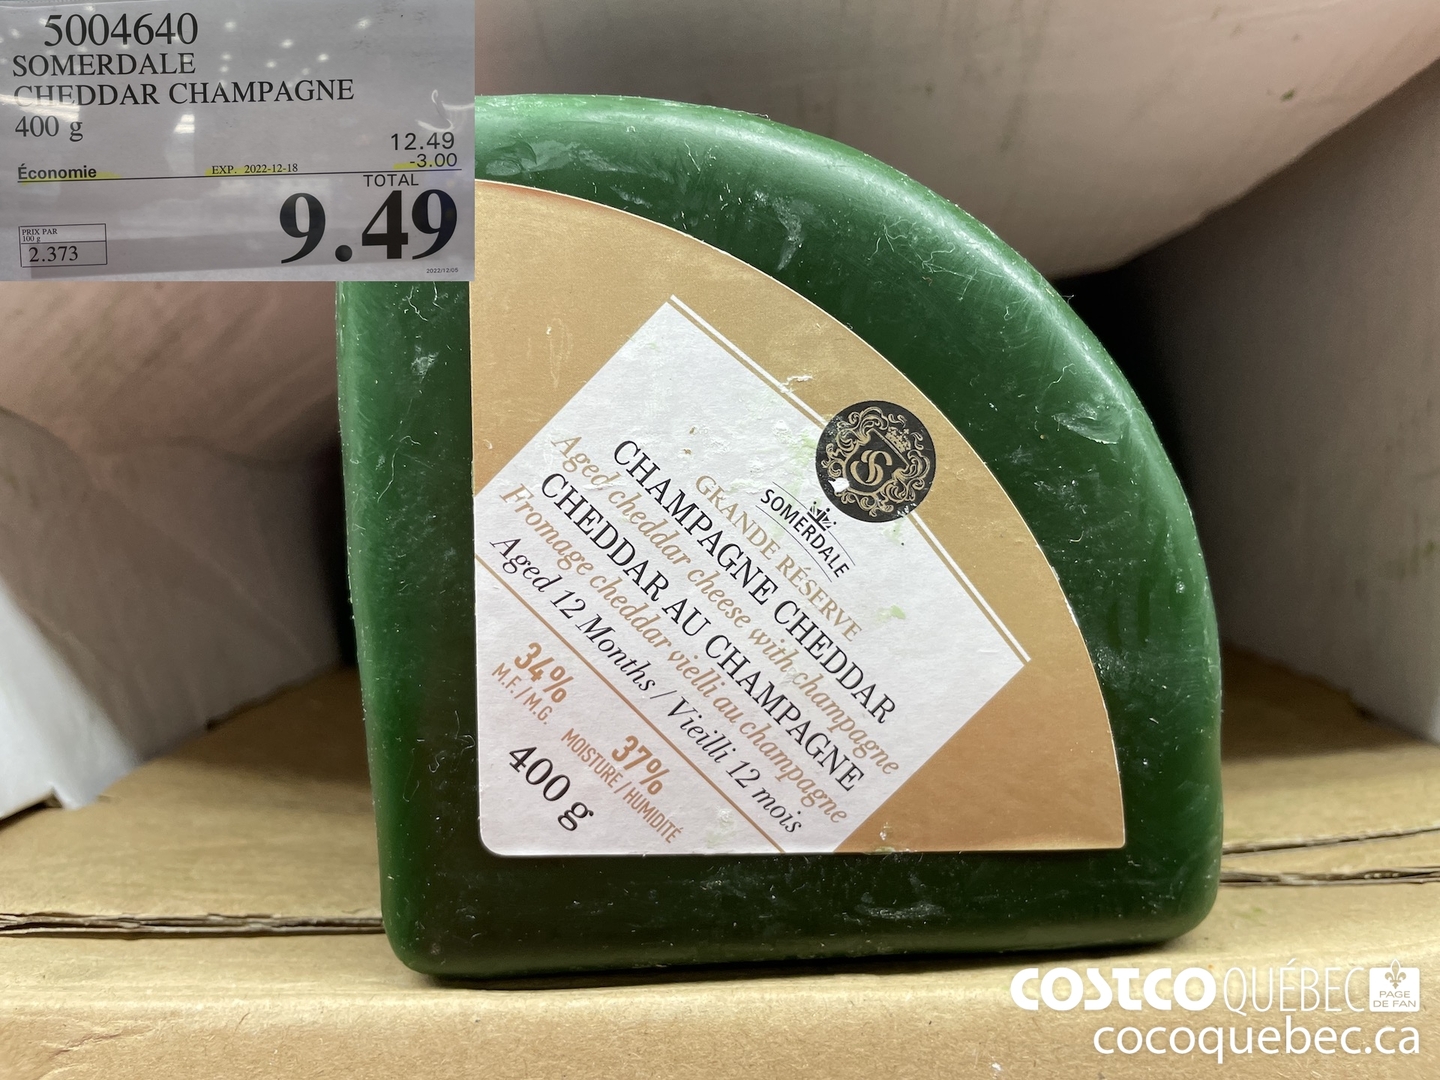 5004640
SOMERDALE
CHEDDAR CHAMPAGNE
400 g
12.49
Économie EXP. 2022-12-18 -3.00
TOTAL
9.49
PRIX PAR
100 g
2.373
2022/12/05
SOMERDALE
GRANDE RÉSERVE
CHAMPAGNE CHEDDAR
Aged cheddar cheese with champagne
CHEDDAR AU CHAMPAGNE
Fromage cheddar vielli au champagne
Aged 12 Months / Vieilli 12 mois
34%
M.F./M.G.
37%
MOISTURE/HUMIDITÉ
400 g
COSTCO QUÉBEC
PAGE
DE FAN
cocoquebec.ca